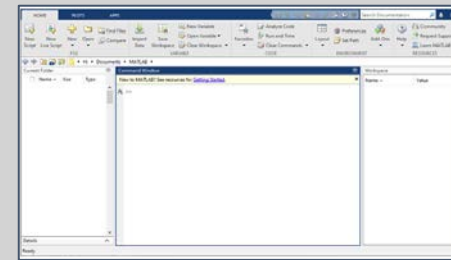 HOME PLOTS APPS
Search Documentation
New Script
New Live Script
New
Open
Find Files
Compare
Import Data
Save Workspace
New Variable
Open Variable
Clear Workspace
Favorites
Analyze Code
Run and Time
Clear Commands
Layout
Preferences
Set Path
Add-Ons
Help
Community
Request Support
Learn MATLAB
FILE VARIABLE CODE ENVIRONMENT RESOURCES
Documents MATLAB
Current Folder
Name Size Type
Command Window
New to MATLAB? See resources for Getting Started.
fx >>
Workspace
Name Value
Details
Ready